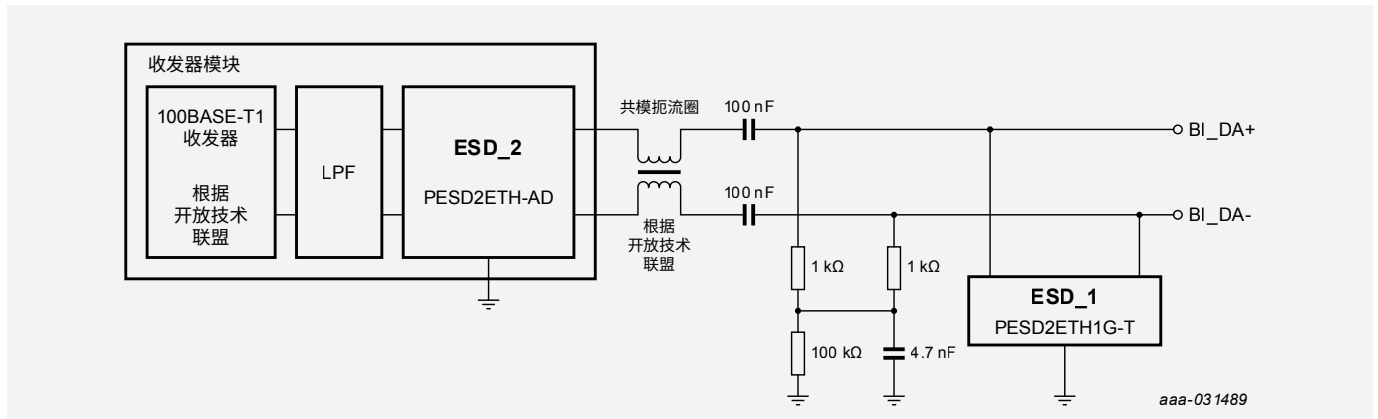 收发器模块
100BASE-T1
收发器
根据
开放技术
联盟
LPF
ESD_2
PESD2ETH-AD
共模扼流圈
根据
开放技术
联盟
100 nF
100 nF
BI_DA+
BI_DA-
1 kΩ
1 kΩ
100 kΩ
4.7 nF
ESD_1
PESD2ETH1G-T
aaa-031489